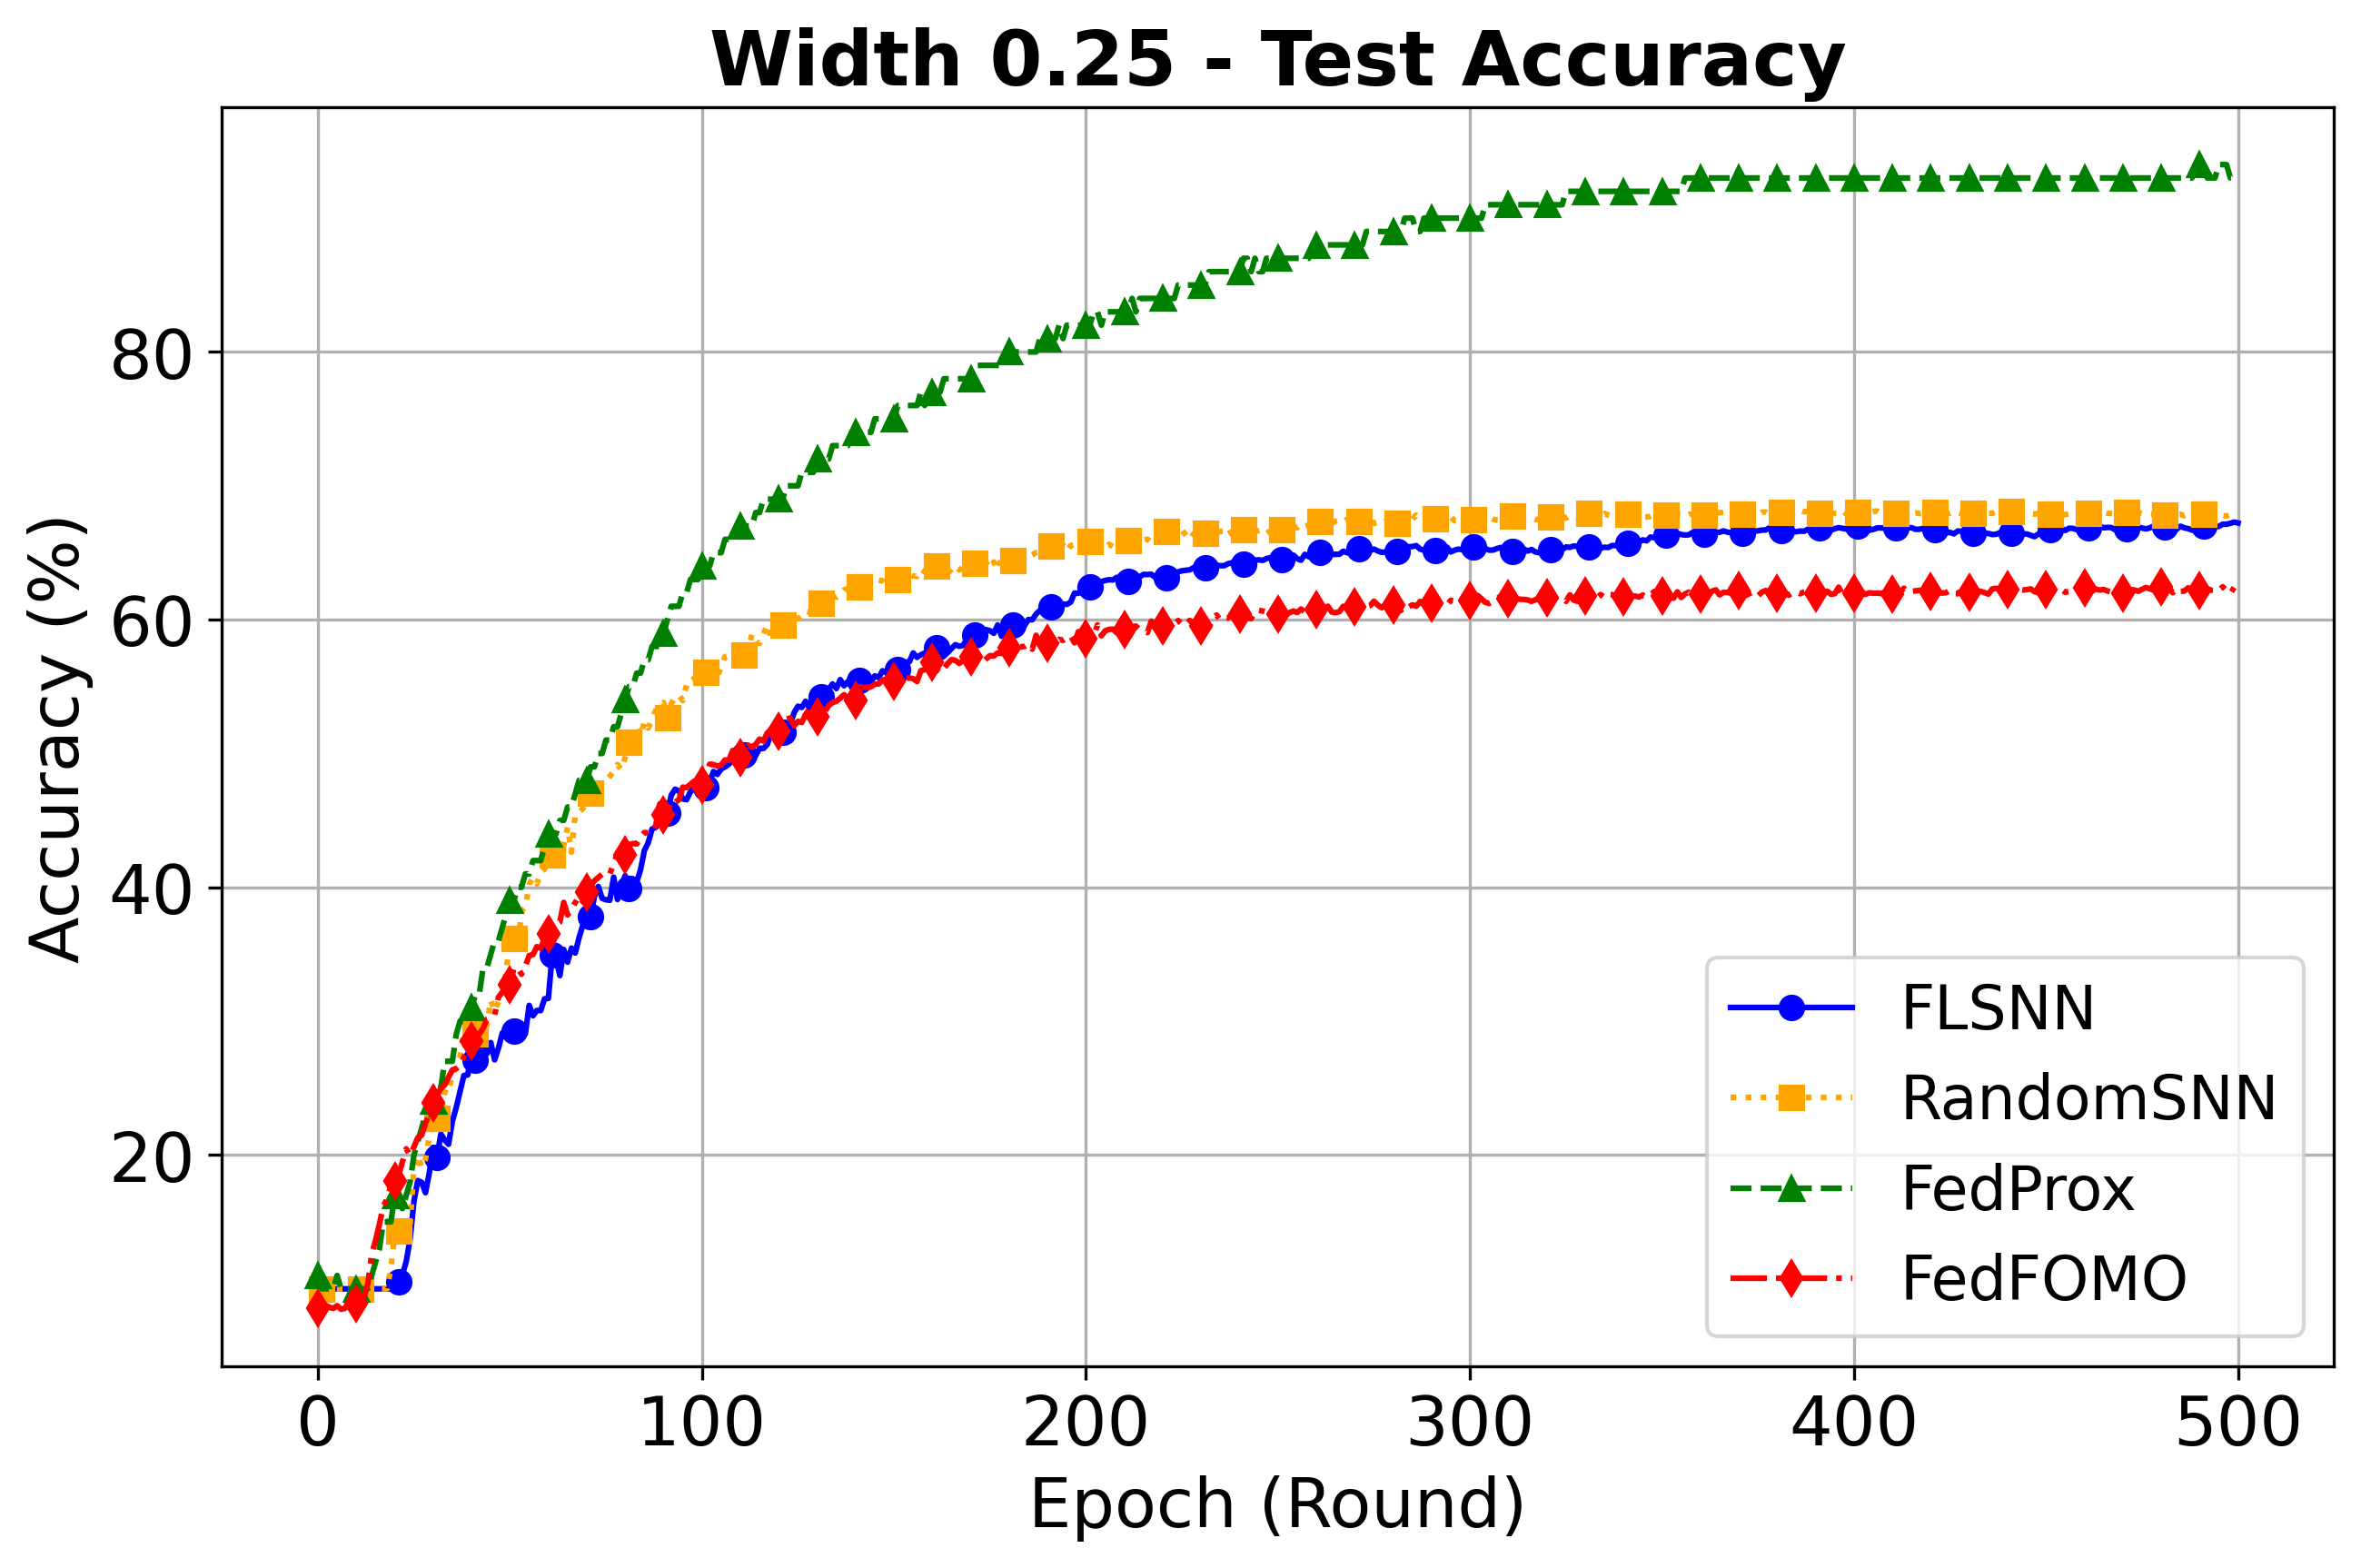 Width 0.25 - Test Accuracy
Accuracy (%)
80
60
40
20
0 100 200 300 400 500
Epoch (Round)
FLSNN
RandomSNN
FedProx
FedFOMO